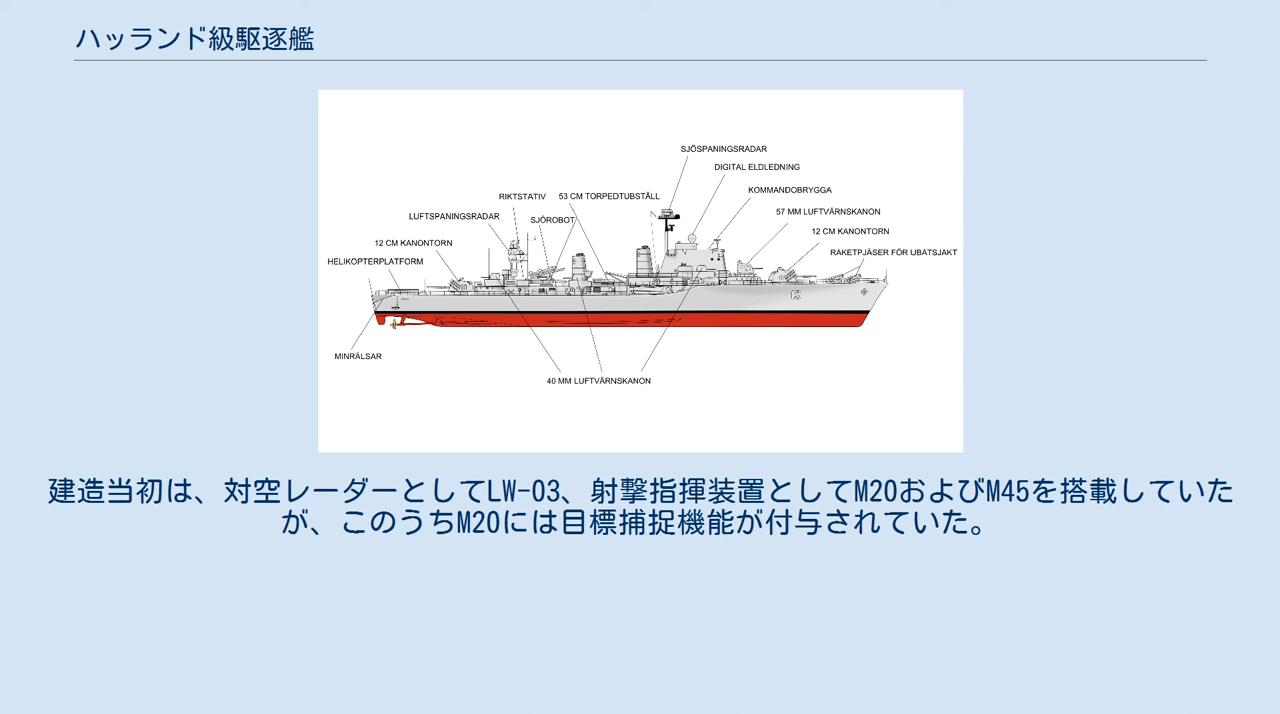 ハッランド級駆逐艦
SJÖSPANINGSRADAR
DIGITAL ELDLEDNING
KOMMANDOBRYGGA
RIKTSTATIV
53 CM TORPEDTUBSTÄLL
57 MM LUFTVÄRNSKANON
LUFTSPANINGSRADAR
SJÖROBOT
12 CM KANONTORN
12 CM KANONTORN
RAKETPJÄSER FÖR UBÅTSJAKT
HELIKOPTERPLATFORM
MINRÄLSAR
40 MM LUFTVÄRNSKANON
建造当初は、対空レーダーとしてLW-03、射撃指揮装置としてM20およびM45を搭載していた
が、このうちM20には目標捕捉機能が付与されていた。